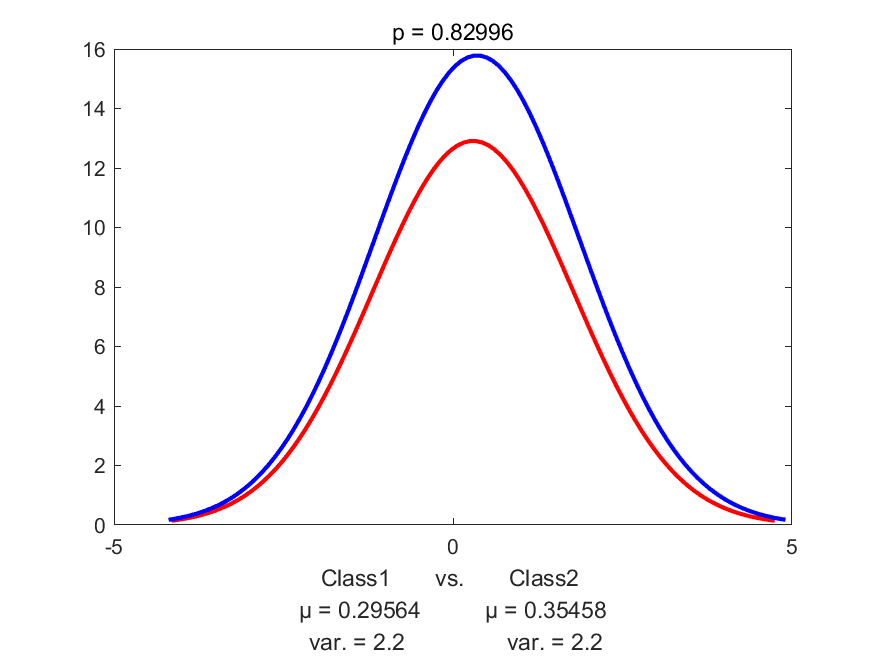 p = 0.82996
16
14
12
10
8
6
4
2
0
-5 0 5
Class1 vs. Class2
μ = 0.29564 μ = 0.35458
var. = 2.2 var. = 2.2